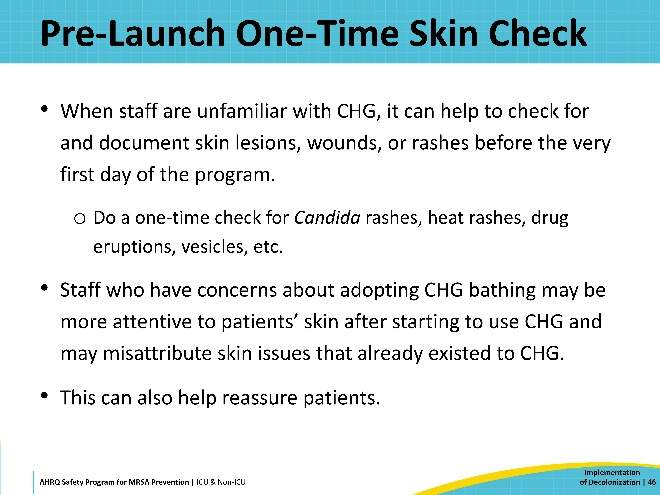 Pre-Launch One-Time Skin Check
• When staff are unfamiliar with CHG, it can help to check for
and document skin lesions, wounds, or rashes before the very
first day of the program.
o Do a one-time check for Candida rashes, heat rashes, drug
eruptions, vesicles, etc.
• Staff who have concerns about adopting CHG bathing may be
more attentive to patients’ skin after starting to use CHG and
may misattribute skin issues that already existed to CHG.
• This can also help reassure patients.
AHRQ Safety Program for MRSA Prevention | ICU & Non-ICU
Implementation
of Decolonization | 46